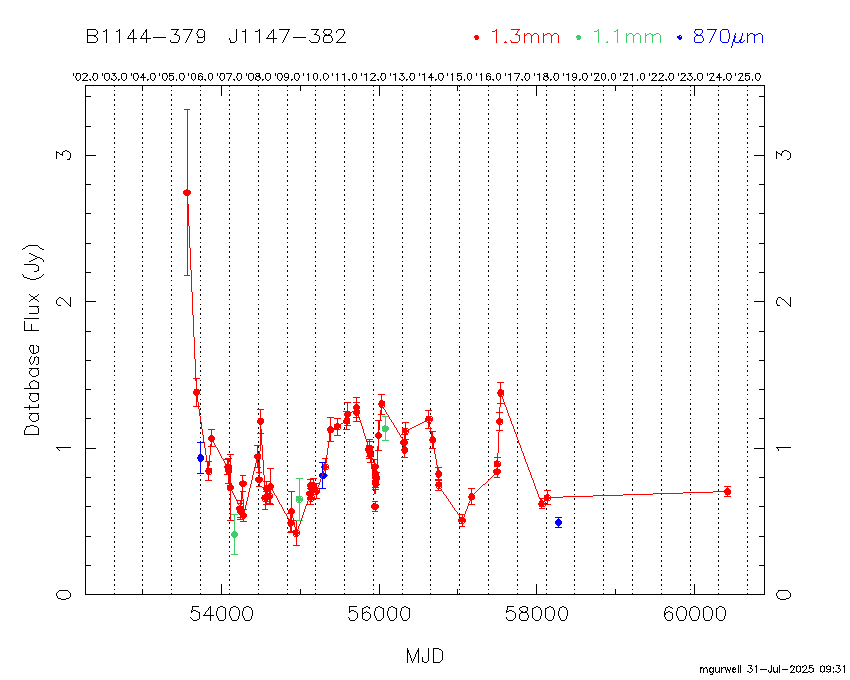 B1144-379 J1147-382 1.3mm 1.1mm 870μm
'02.0 '03.0 '04.0 '05.0 '06.0 '07.0 '08.0 '09.0 '10.0 '11.0 '12.0 '13.0 '14.0 '15.0 '16.0 '17.0 '18.0 '19.0 '20.0 '21.0 '22.0 '23.0 '24.0 '25.0
3 3
2 2
Database Flux (Jy)
1 1
0 0
54000 56000 58000 60000
MJD
mgurwell 31-Jul-2025 09:31